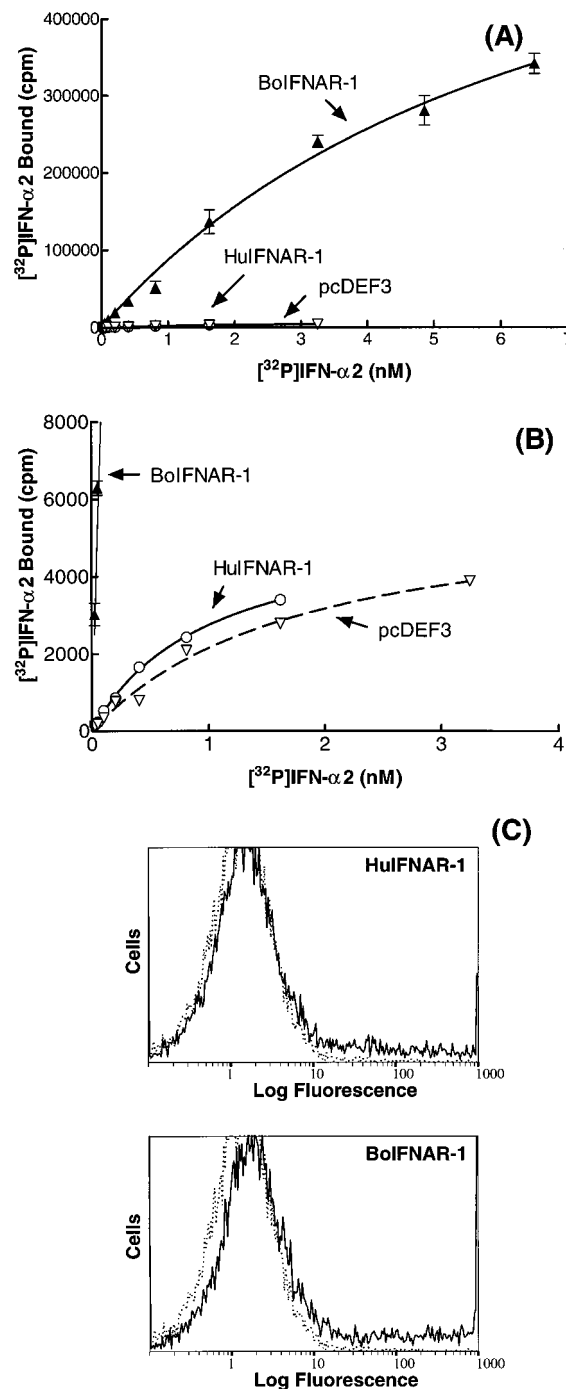 (A)
[³²P]IFN-α2 Bound (cpm)
400000
300000
200000
100000
0
BoIFNAR-1
HuIFNAR-1
pcDEF3
0 1 2 3 4 5 6 7
[³²P]IFN-α2 (nM)
(B)
[³²P]IFN-α2 Bound (cpm)
8000
6000
4000
2000
0
BoIFNAR-1
HuIFNAR-1
pcDEF3
0 1 2 3 4
[³²P]IFN-α2 (nM)
(C)
HuIFNAR-1
Cells
1 10 100 1000
Log Fluorescence
BoIFNAR-1
Cells
1 10 100 1000
Log Fluorescence